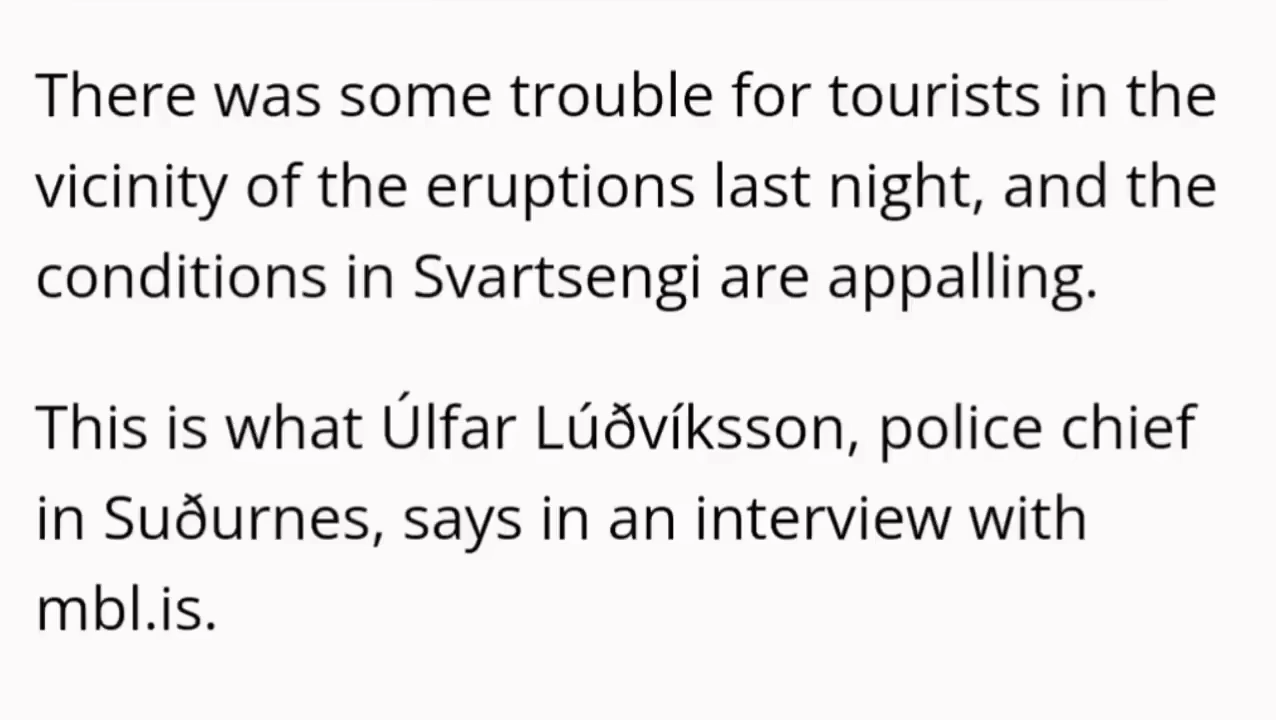 There was some trouble for tourists in the
vicinity of the eruptions last night, and the
conditions in Svartsengi are appalling.
This is what Úlfar Lúðvíksson, police chief
in Suðurnes, says in an interview with
mbl.is.